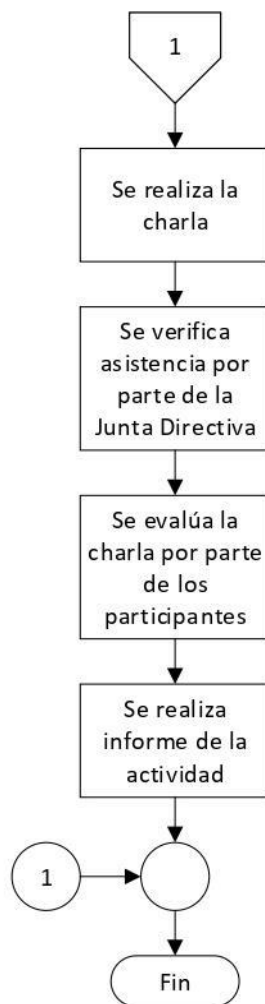 1
Se realiza la
charla
Se verifica
asistencia por
parte de la
Junta Directiva
Se evalúa la
charla por parte
de los
participantes
Se realiza
informe de la
actividad
1
Fin